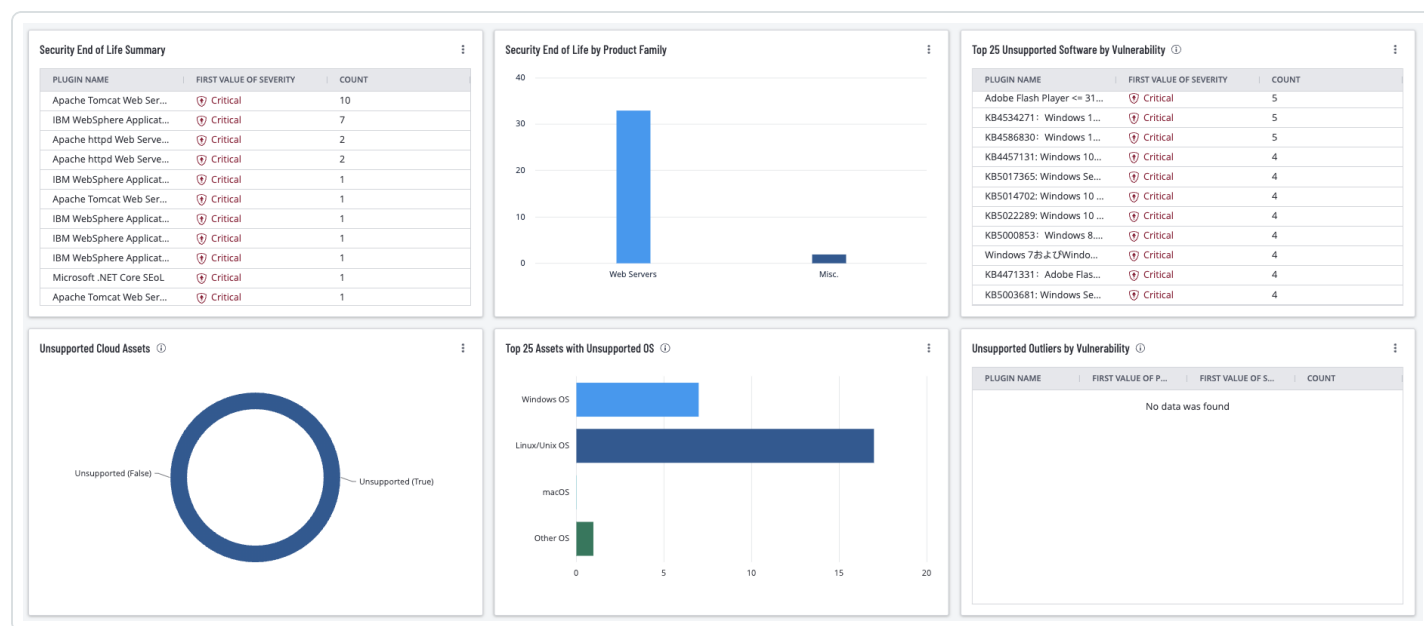 Security End of Life Summary
PLUGIN NAME FIRST VALUE OF SEVERITY COUNT
Apache Tomcat Web Ser... Critical 10
IBM WebSphere Applicat... Critical 7
Apache httpd Web Serve... Critical 2
Apache httpd Web Serve... Critical 2
IBM WebSphere Applicat... Critical 1
Apache Tomcat Web Ser... Critical 1
IBM WebSphere Applicat... Critical 1
IBM WebSphere Applicat... Critical 1
IBM WebSphere Applicat... Critical 1
Microsoft .NET Core SEoL Critical 1
Apache Tomcat Web Ser... Critical 1
Security End of Life by Product Family
40
30
20
10
0
Web Servers Misc.
Top 25 Unsupported Software by Vulnerability
PLUGIN NAME FIRST VALUE OF SEVERITY COUNT
Adobe Flash Player <= 31... Critical 5
KB4534271：Windows 1... Critical 5
KB4586830：Windows 1... Critical 5
KB4457131: Windows 10... Critical 4
KB5017365: Windows Se... Critical 4
KB5014702: Windows 10 ... Critical 4
KB5022289: Windows 10 ... Critical 4
KB5000853：Windows 8.... Critical 4
Windows 7およびWindo... Critical 4
KB4471331：Adobe Flas... Critical 4
KB5003681: Windows Se... Critical 4
Unsupported Cloud Assets
Unsupported (False)
Unsupported (True)
Top 25 Assets with Unsupported OS
Windows OS
Linux/Unix OS
macOS
Other OS
0 5 10 15 20
Unsupported Outliers by Vulnerability
PLUGIN NAME FIRST VALUE OF P... FIRST VALUE OF S... COUNT
No data was found